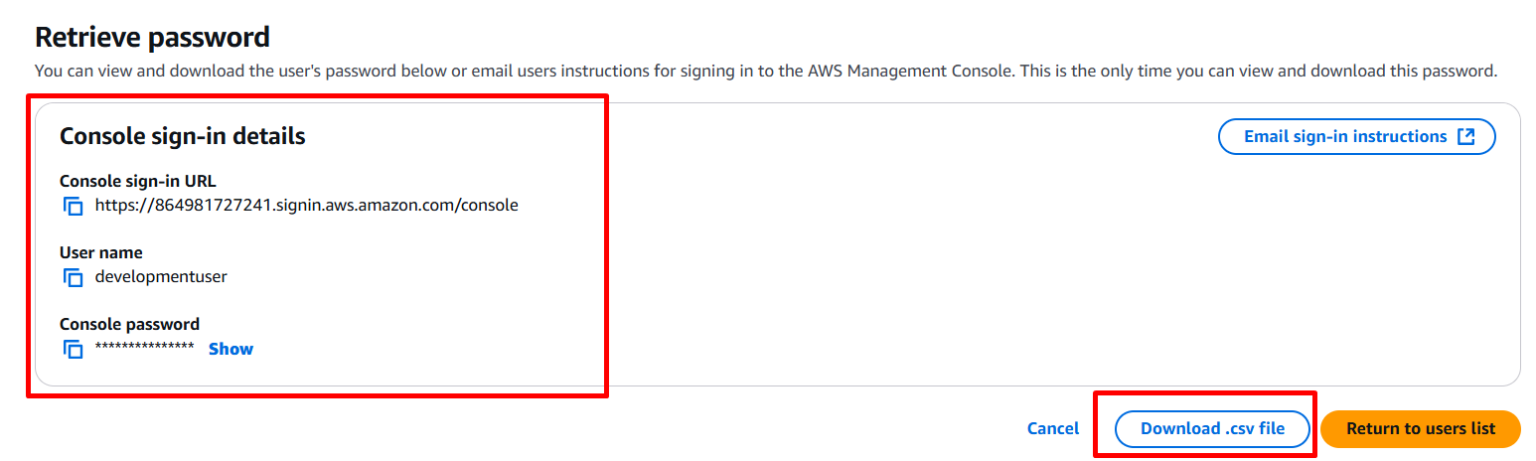 Retrieve password
You can view and download the user's password below or email users instructions for signing in to the AWS Management Console. This is the only time you can view and download this password.
Console sign-in details
Email sign-in instructions
Console sign-in URL
https://864981727241.signin.aws.amazon.com/console
User name
developmentuser
Console password
*************** Show
Cancel
Download .csv file
Return to users list